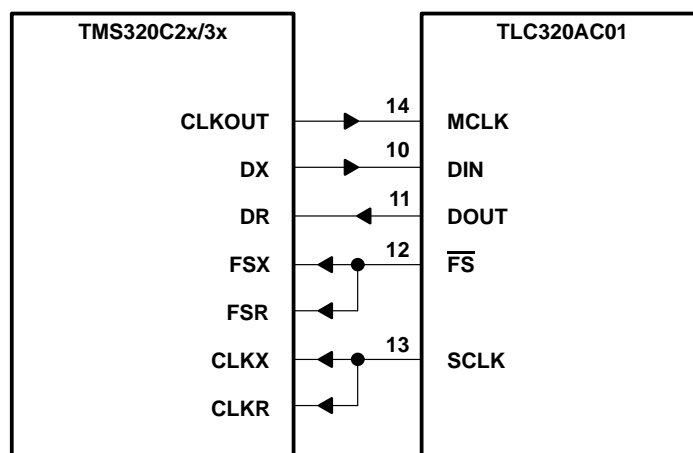 TMS320C2x/3x TLC320AC01
CLKOUT 14 MCLK
DX 10 DIN
DR 11 DOUT
FSX 12 F̅S̅
FSR
CLKX 13 SCLK
CLKR